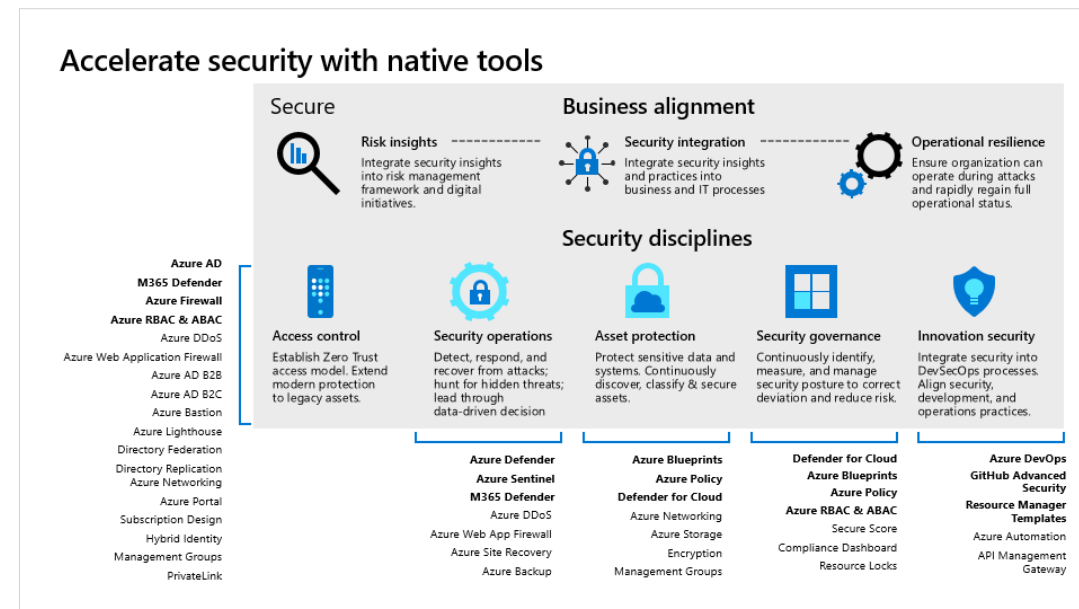 Accelerate security with native tools
Secure
Business alignment
Risk insights
Integrate security insights
into risk management
framework and digital
initiatives.
Security integration
Integrate security insights
and practices into
business and IT processes
Operational resilience
Ensure organization can
operate during attacks
and rapidly regain full
operational status.
Security disciplines
Access control
Establish Zero Trust
access model. Extend
modern protection
to legacy assets.
Security operations
Detect, respond, and
recover from attacks;
hunt for hidden threats;
lead through
data-driven decision
Asset protection
Protect sensitive data and
systems. Continuously
discover, classify & secure
assets.
Security governance
Continuously identify,
measure, and manage
security posture to correct
deviation and reduce risk.
Innovation security
Integrate security into
DevSecOps processes.
Align security,
development, and
operations practices.
Azure AD
M365 Defender
Azure Firewall
Azure RBAC & ABAC
Azure DDoS
Azure Web Application Firewall
Azure AD B2B
Azure AD B2C
Azure Bastion
Azure Lighthouse
Directory Federation
Directory Replication
Azure Networking
Azure Portal
Subscription Design
Hybrid Identity
Management Groups
PrivateLink
Azure Defender
Azure Sentinel
M365 Defender
Azure DDoS
Azure Web App Firewall
Azure Site Recovery
Azure Backup
Azure Blueprints
Azure Policy
Defender for Cloud
Azure Networking
Azure Storage
Encryption
Management Groups
Defender for Cloud
Azure Blueprints
Azure Policy
Azure RBAC & ABAC
Secure Score
Compliance Dashboard
Resource Locks
Azure DevOps
GitHub Advanced
Security
Resource Manager
Templates
Azure Automation
API Management
Gateway